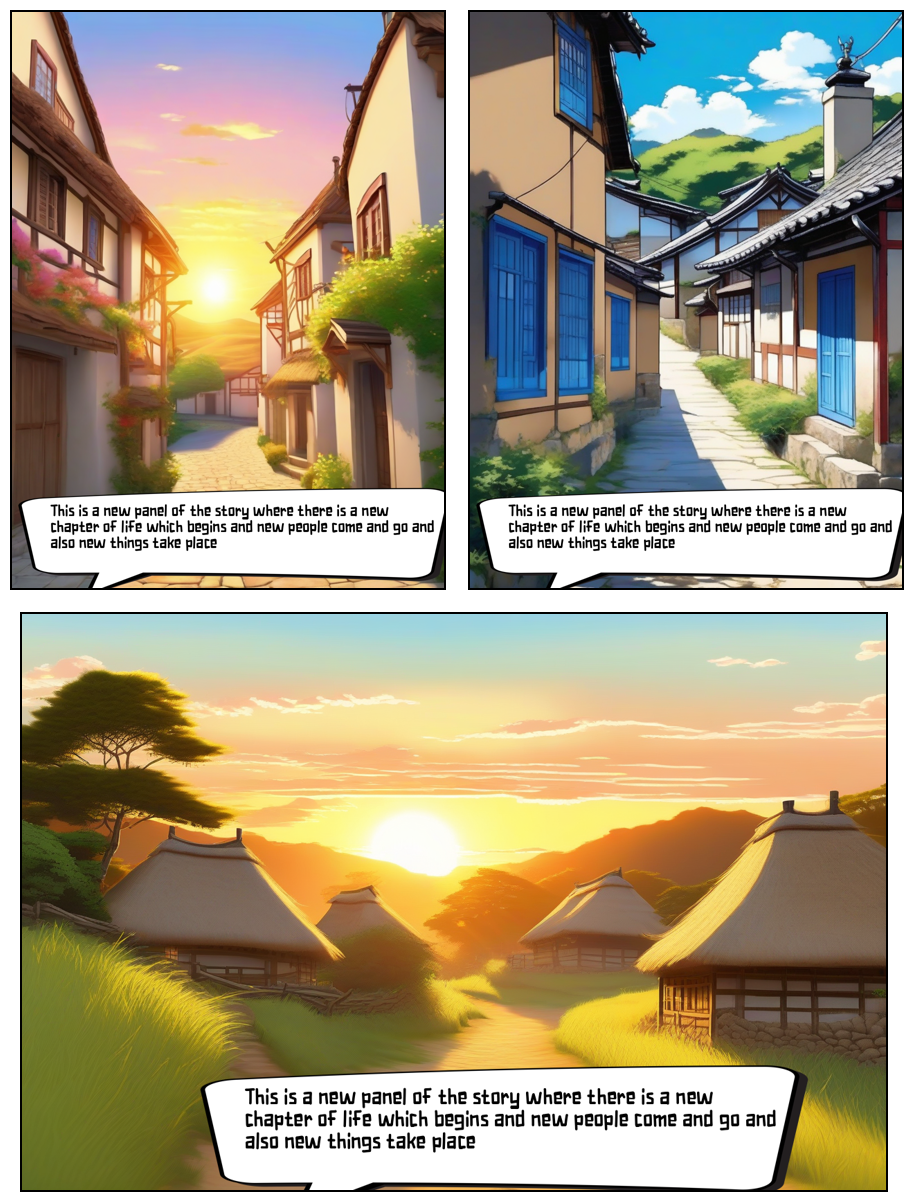 This is a new panel of the story where there is a new
chapter of life which begins and new people come and go and
also new things take place
This is a new panel of the story where there is a new
chapter of life which begins and new people come and go and
also new things take place
This is a new panel of the story where there is a new
chapter of life which begins and new people come and go and
also new things take place